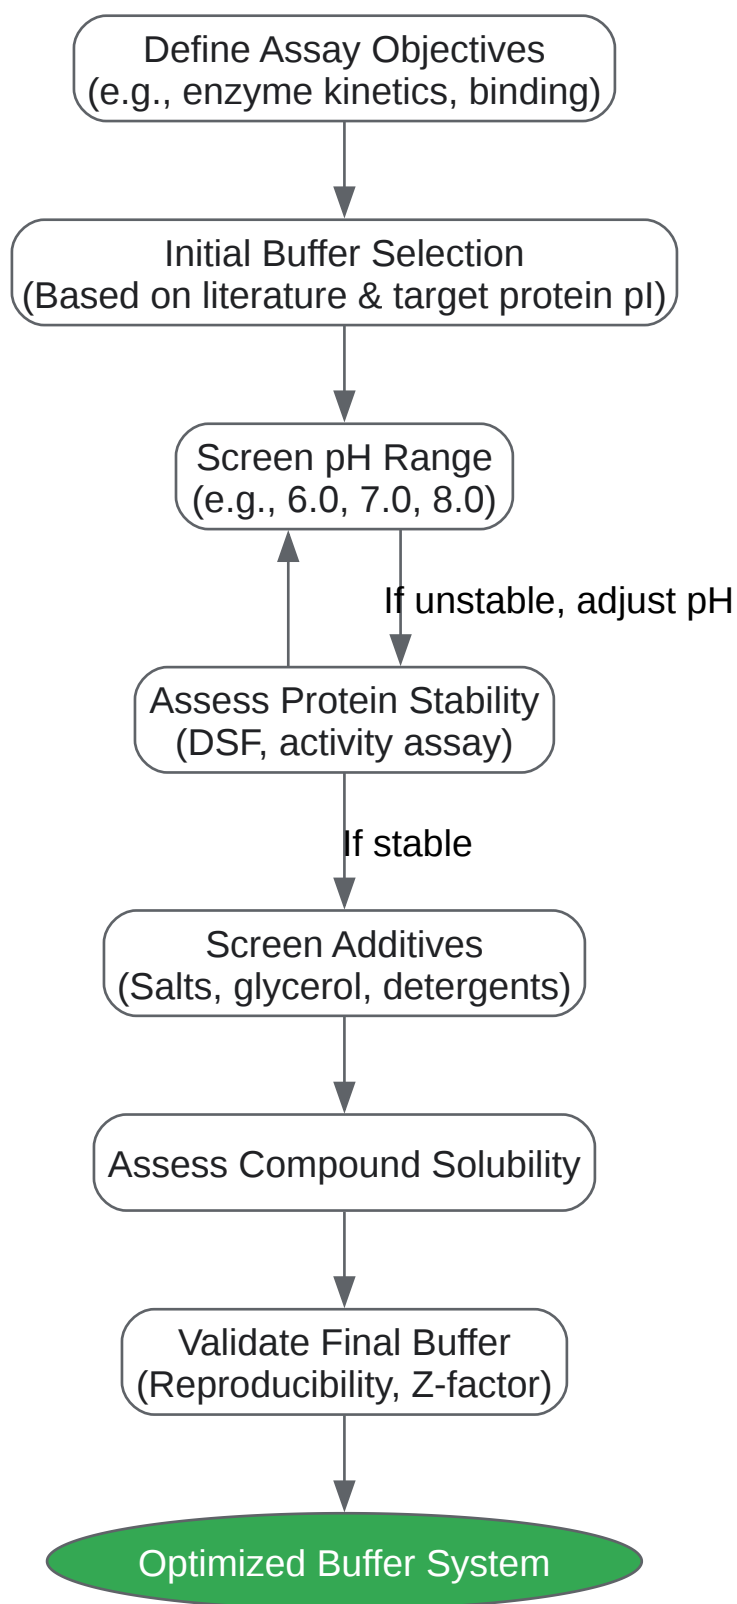 Define Assay Objectives
(e.g., enzyme kinetics, binding)
Initial Buffer Selection
(Based on literature & target protein pI)
Screen pH Range
(e.g., 6.0, 7.0, 8.0)
If unstable, adjust pH
Assess Protein Stability
(DSF, activity assay)
If stable
Screen Additives
(Salts, glycerol, detergents)
Assess Compound Solubility
Validate Final Buffer
(Reproducibility, Z-factor)
Optimized Buffer System